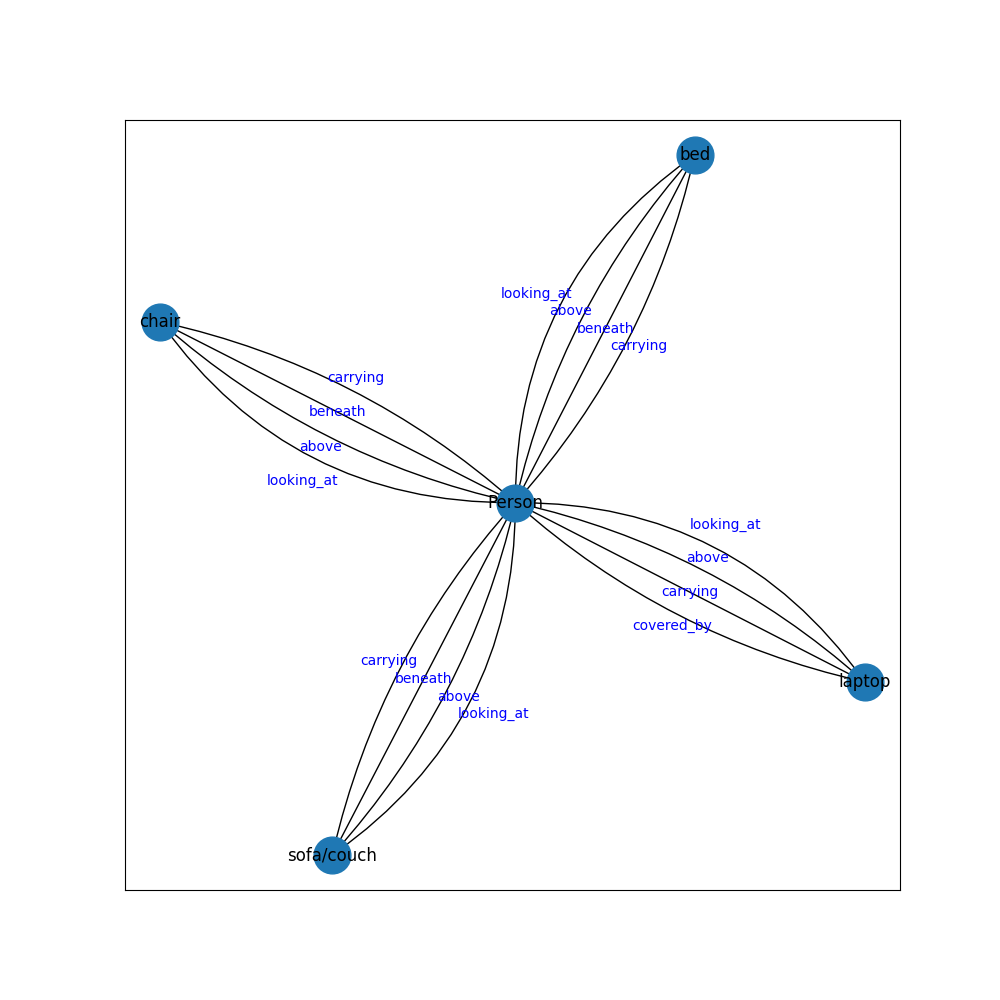 bed
looking_at
above
beneath
carrying
chair
carrying
beneath
above
looking_at
Person
looking_at
above
carrying
covered_by
laptop
carrying
beneath
above
looking_at
sofa/couch